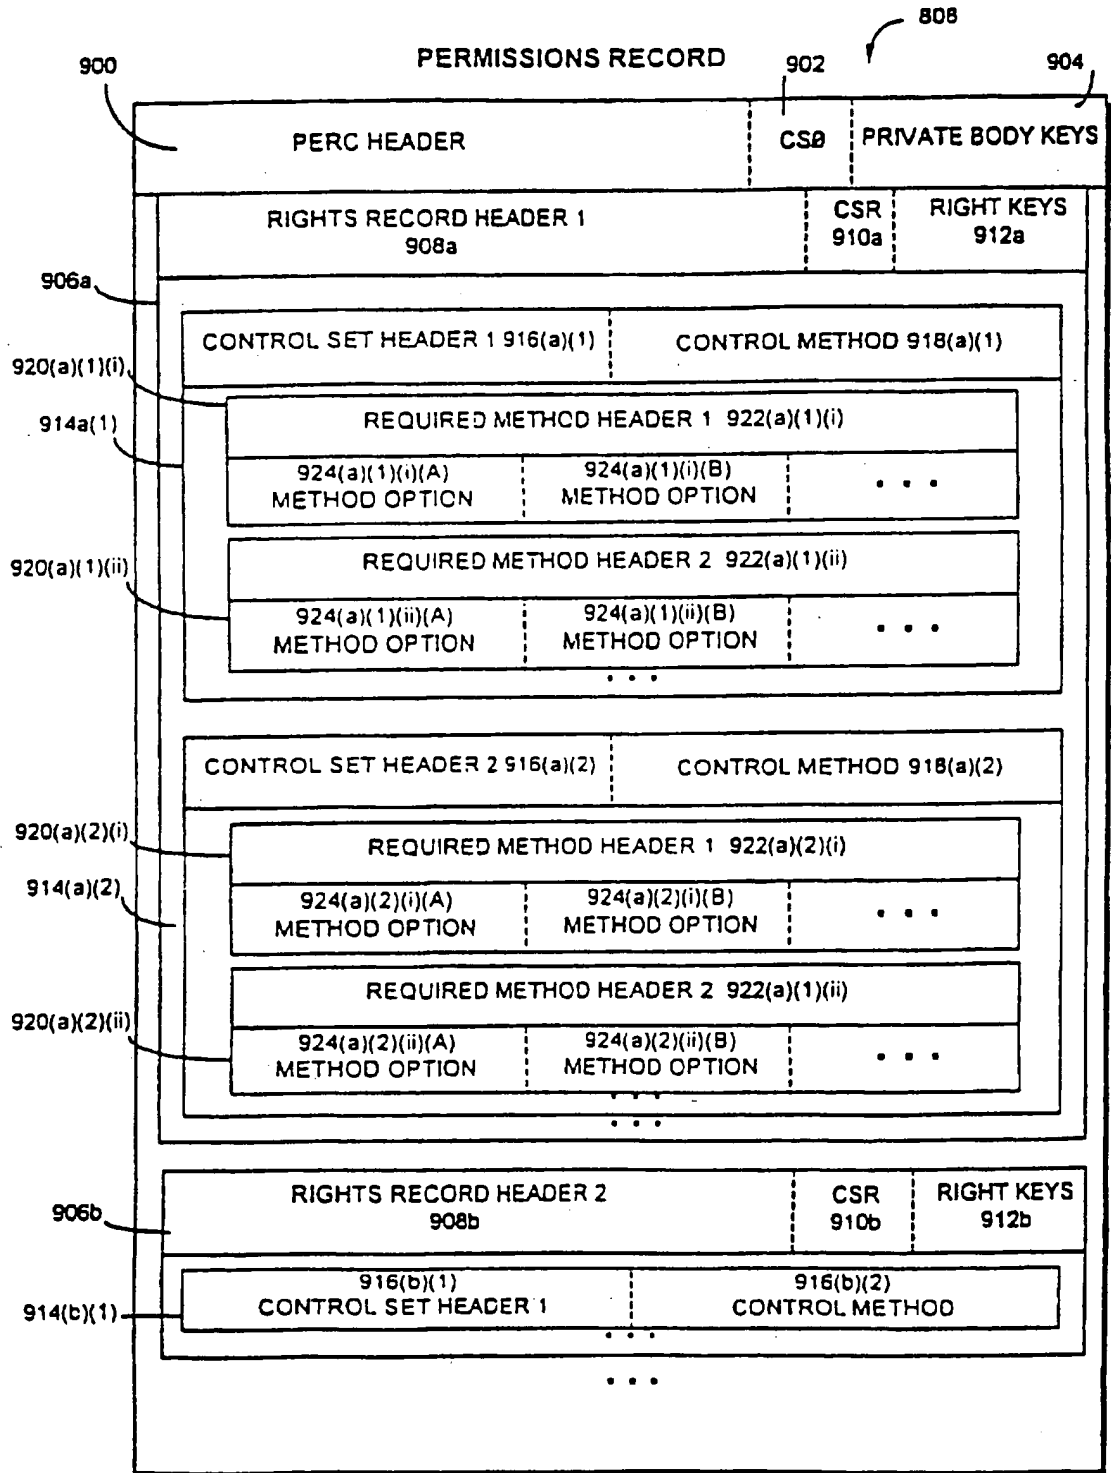 808
PERMISSIONS RECORD
900
902
904
PERC HEADER
CS0
PRIVATE BODY KEYS
RIGHTS RECORD HEADER 1
908a
CSR
910a
RIGHT KEYS
912a
906a
CONTROL SET HEADER 1 916(a)(1)
CONTROL METHOD 918(a)(1)
920(a)(1)(i)
REQUIRED METHOD HEADER 1 922(a)(1)(i)
914a(1)
924(a)(1)(i)(A)
METHOD OPTION
924(a)(1)(i)(B)
METHOD OPTION
. . .
REQUIRED METHOD HEADER 2 922(a)(1)(ii)
920(a)(1)(ii)
924(a)(1)(ii)(A)
METHOD OPTION
924(a)(1)(ii)(B)
METHOD OPTION
. . .
. . .
CONTROL SET HEADER 2 916(a)(2)
CONTROL METHOD 918(a)(2)
920(a)(2)(i)
REQUIRED METHOD HEADER 1 922(a)(2)(i)
914(a)(2)
924(a)(2)(i)(A)
METHOD OPTION
924(a)(2)(i)(B)
METHOD OPTION
. . .
REQUIRED METHOD HEADER 2 922(a)(1)(ii)
920(a)(2)(ii)
924(a)(2)(ii)(A)
METHOD OPTION
924(a)(2)(ii)(B)
METHOD OPTION
. . .
. . .
. . .
RIGHTS RECORD HEADER 2
908b
CSR
910b
RIGHT KEYS
912b
906b
916(b)(1)
CONTROL SET HEADER 1
916(b)(2)
CONTROL METHOD
914(b)(1)
. . .
. . .